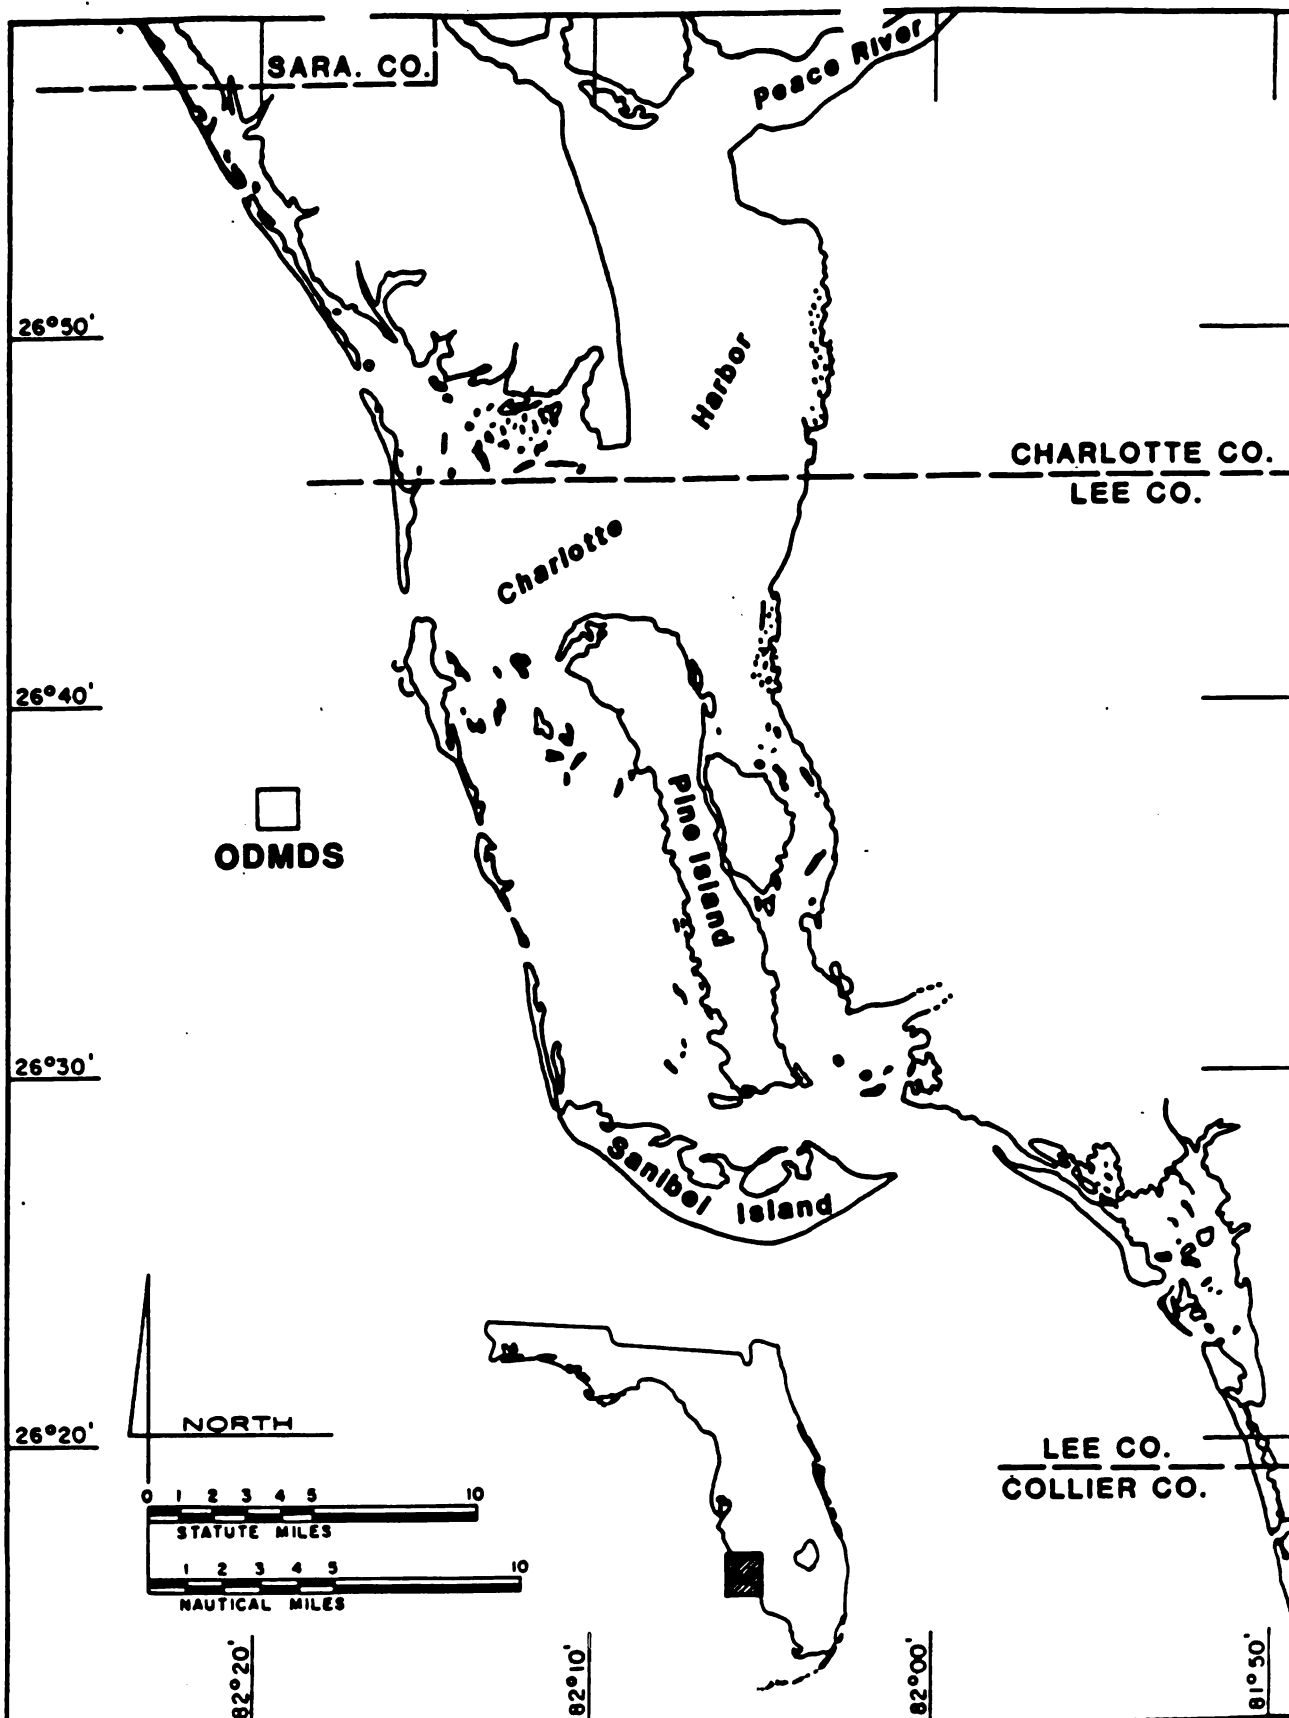 SARA. CO.
Peace River
26°50'
Harbor
CHARLOTTE CO.
LEE CO.
Charlotte
26°40'
Pine Island
ODMDS
26°30'
Sanibel Island
NORTH
26°20'
LEE CO.
COLLIER CO.
0 1 2 3 4 5 10
STATUTE MILES
1 2 3 4 5 10
NAUTICAL MILES
82°20'
82°10'
82°00'
81°50'